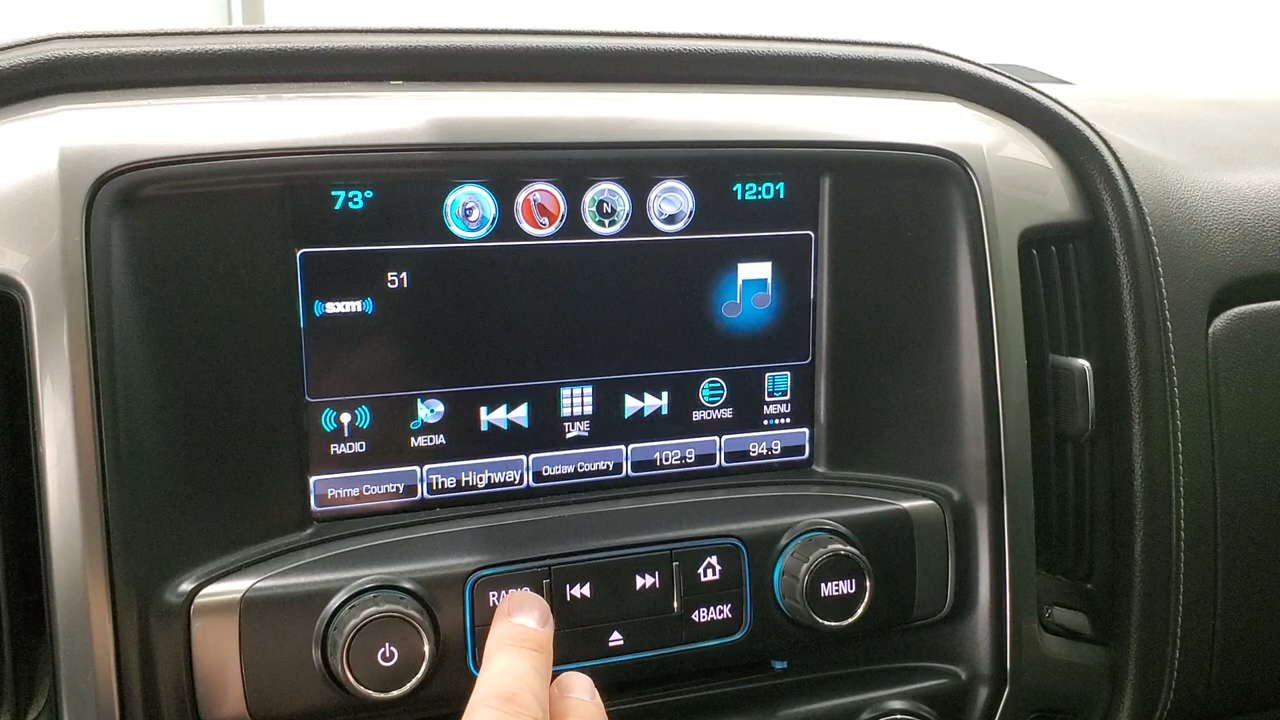 73°
N
12:01
51
sxm
RADIO
MEDIA
TUNE
BROWSE
MENU
Prime Country
The Highway
Outlaw Country
102.9
94.9
RADIO
MENU
BACK